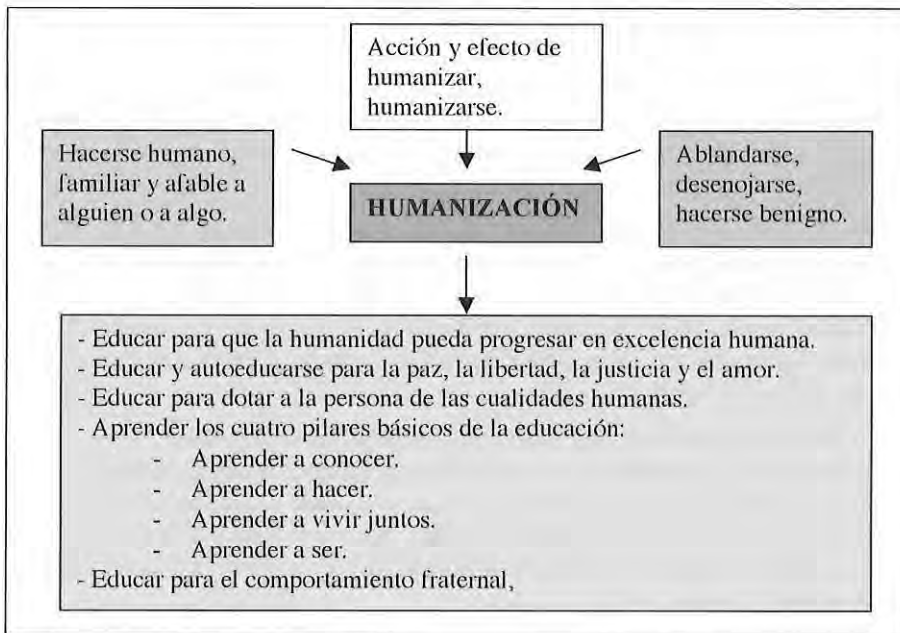 Acción y efecto de
humanizar,
humanizarse.
Hacerse humano,
familiar y afable a
alguien o a algo.
Ablandarse,
desenojarse,
hacerse benigno.
HUMANIZACIÓN
- Educar para que la humanidad pueda progresar en excelencia humana.
- Educar y autoeducarse para la paz, la libertad, la justicia y el amor.
- Educar para dotar a la persona de las cualidades humanas.
- Aprender los cuatro pilares básicos de la educación:
- Aprender a conocer.
- Aprender a hacer.
- Aprender a vivir juntos.
- Aprender a ser.
- Educar para el comportamiento fraternal,